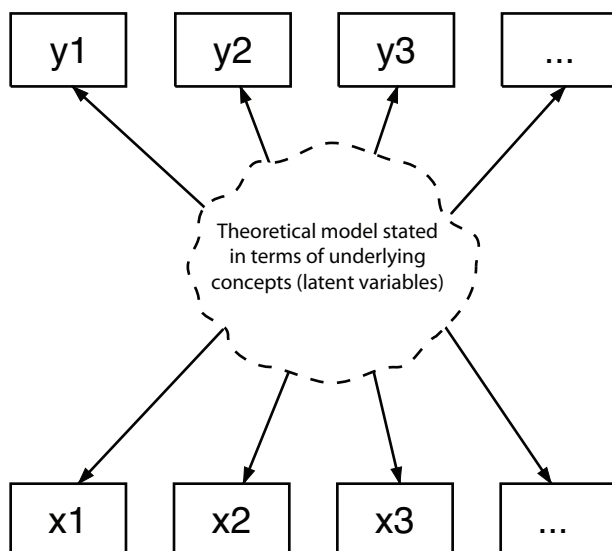 y1 y2 y3 ...
Theoretical model stated
in terms of underlying
concepts (latent variables)
x1 x2 x3 ...